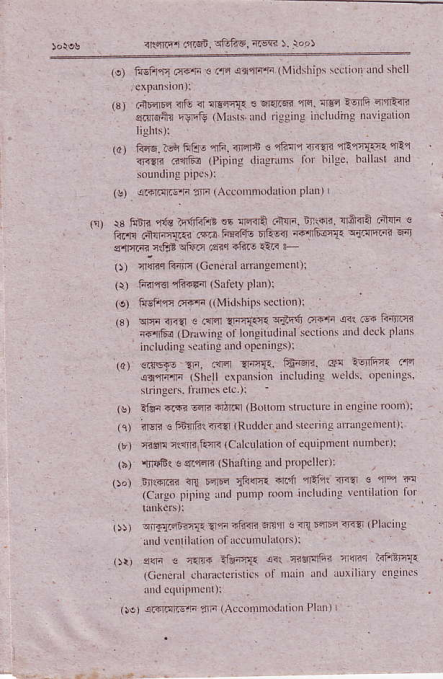 ১০২৩৬ বাংলাদেশ গেজেট, অতিরিক্ত, নভেম্বর ১, ২০০১
(৩) মিডশিপস্ সেকশন ও শেল এক্সপানশন (Midships section and shell
expansion);
(৪) নৌচলাচল বাতি বা মাস্তুলসমূহ ও জাহাজের পাল, মাস্তুল ইত্যাদি লাগাইবার
প্রয়োজনীয় দড়াদড়ি (Masts and rigging including navigation
lights);
(৫) বিলজ, তৈল মিশ্রিত পানি, ব্যালাস্ট ও পরিমাপ ব্যবস্থার পাইপসমূহসহ পাইপ
ব্যবস্থার রেখাচিত্র (Piping diagrams for bilge, ballast and
sounding pipes);
(৬) একোমোডেশন প্ল্যান (Accommodation plan)।
(ঘ) ২৪ মিটার পর্যন্ত দৈর্ঘ্যবিশিষ্ট শুষ্ক মালবাহী নৌযান, ট্যাংকার, যাত্রীবাহী নৌযান ও
বিশেষ নৌযানসমূহের ক্ষেত্রে নিম্নবর্ণিত চাহিতব্য নকশাচিত্রসমূহ অনুমোদনের জন্য
প্রশাসনের সংশ্লিষ্ট অফিসে প্রেরণ করিতে হইবে ঃ—
(১) সাধারণ বিন্যাস (General arrangement);
(২) নিরাপত্তা পরিকল্পনা (Safety plan);
(৩) মিডশিপস সেকশন ((Midships section);
(৪) আসন ব্যবস্থা ও খোলা স্থানসমূহসহ অনুদৈর্ঘ্য সেকশন এবং ডেক বিন্যাসের
নকশাচিত্র (Drawing of longitudinal sections and deck plans
including seating and openings);
(৫) ওয়েল্ডকৃত স্থান, খোলা স্থানসমূহ, স্ট্রিনজার, ফ্রেম ইত্যাদিসহ শেল
এক্সপানশান (Shell expansion including welds, openings,
stringers, frames etc.);
(৬) ইঞ্জিন কক্ষের তলার কাঠামো (Bottom structure in engine room);
(৭) রাডার ও স্টিয়ারিং ব্যবস্থা (Rudder and steering arrangement);
(৮) সরঞ্জাম সংখ্যার হিসাব (Calculation of equipment number);
(৯) শ্যাফটিং ও প্রপেলার (Shafting and propeller);
(১০) ট্যাংকারের বায়ু চলাচল সুবিধাসহ কার্গো পাইপিং ব্যবস্থা ও পাম্প রুম
(Cargo piping and pump room including ventilation for
tankers);
(১১) অ্যাকুমুলেটরসমূহ স্থাপন করিবার জায়গা ও বায়ু চলাচল ব্যবস্থা (Placing
and ventilation of accumulators);
(১২) প্রধান ও সহায়ক ইঞ্জিনসমূহ এবং সরঞ্জামাদির সাধারণ বৈশিষ্ট্যসমূহ
(General characteristics of main and auxiliary engines
and equipment);
(১৩) একোমোডেশন প্ল্যান (Accommodation Plan)।